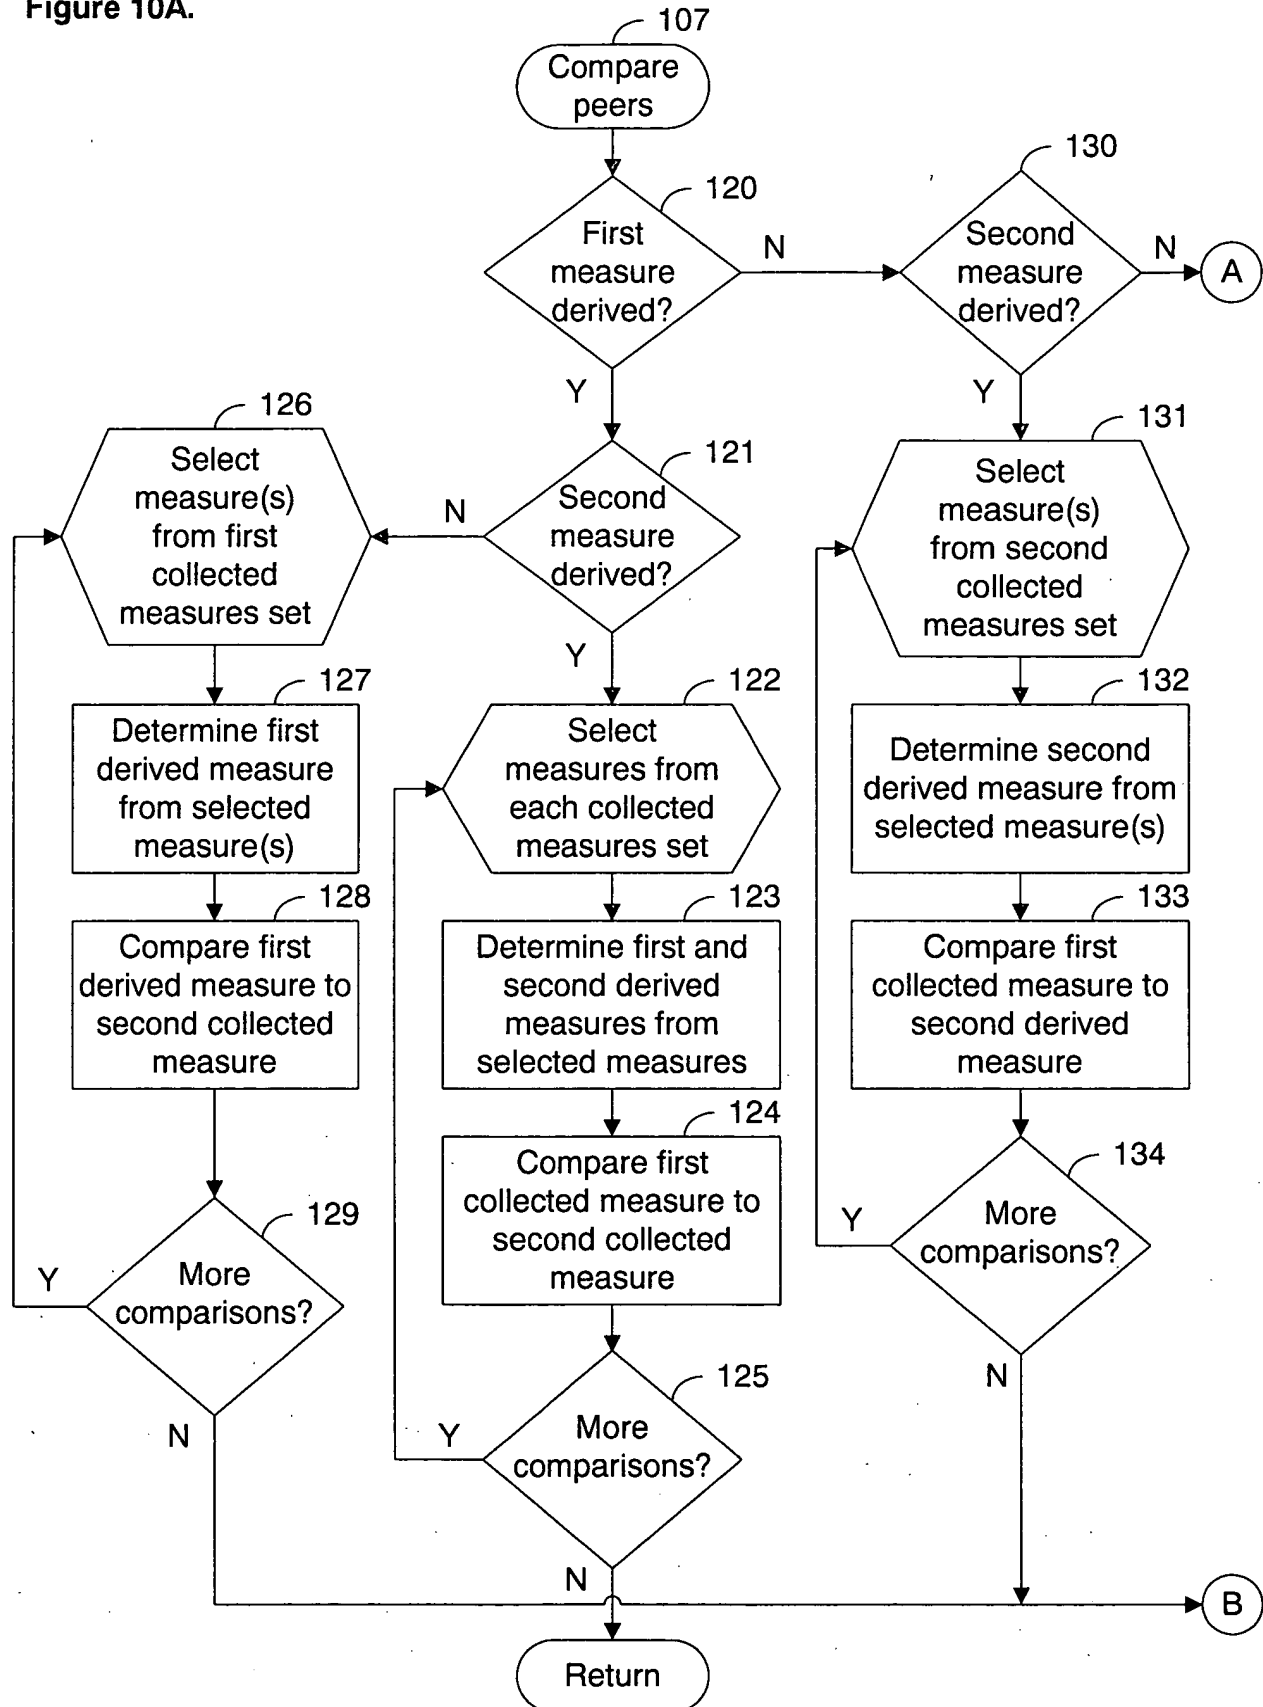 Figure 10A.
107
Compare
peers
120
First
measure
derived?
N
Y
130
Second
measure
derived?
N
A
Y
121
Second
measure
derived?
N
Y
126
Select
measure(s)
from first
collected
measures set
127
Determine first
derived measure
from selected
measure(s)
128
Compare first
derived measure to
second collected
measure
129
More
comparisons?
Y
N
122
Select
measures from
each collected
measures set
123
Determine first and
second derived
measures from
selected measures
124
Compare first
collected measure to
second collected
measure
125
More
comparisons?
Y
N
Return
131
Select
measure(s)
from second
collected
measures set
132
Determine second
derived measure from
selected measure(s)
133
Compare first
collected measure to
second derived
measure
134
More
comparisons?
Y
N
B